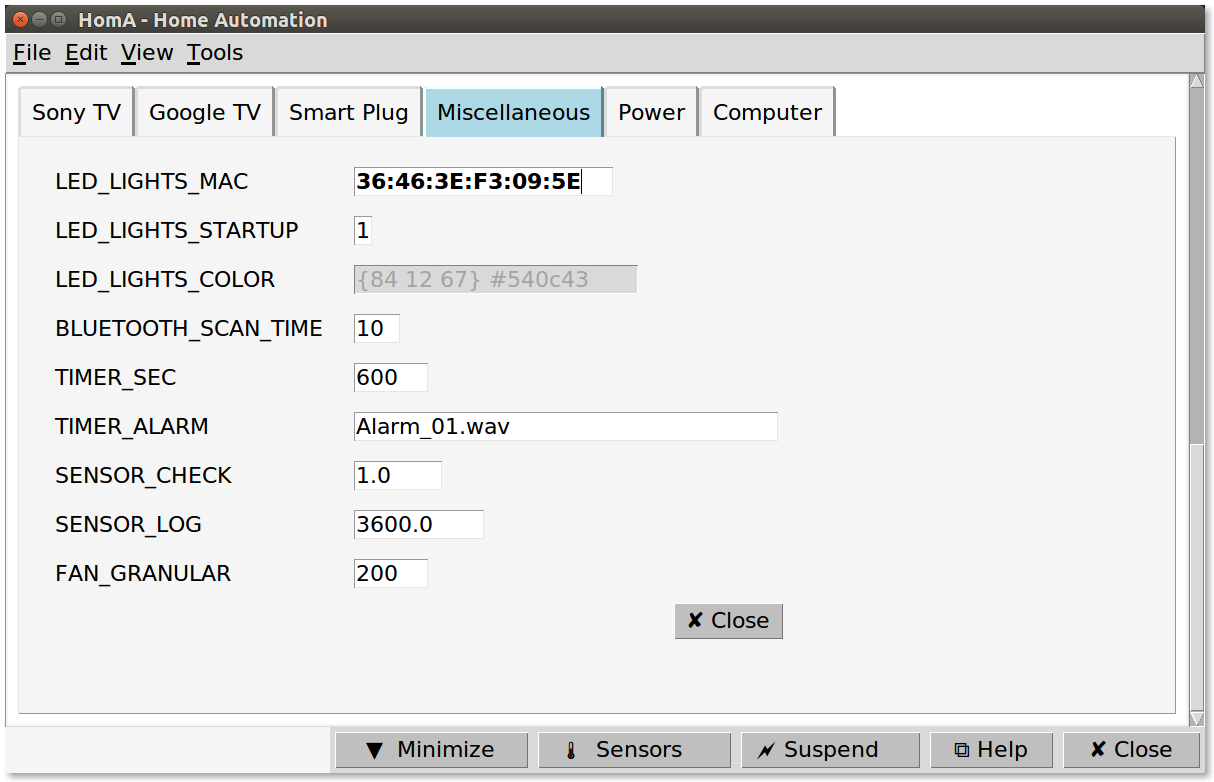 HomA - Home Automation
File Edit View Tools
Sony TV Google TV Smart Plug Miscellaneous Power Computer
LED_LIGHTS_MAC 36:46:3E:F3:09:5E
LED_LIGHTS_STARTUP 1
LED_LIGHTS_COLOR {84 12 67} #540c43
BLUETOOTH_SCAN_TIME 10
TIMER_SEC 600
TIMER_ALARM Alarm_01.wav
SENSOR_CHECK 1.0
SENSOR_LOG 3600.0
FAN_GRANULAR 200
✘ Close
▼ Minimize 🌡 Sensors 🗲 Suspend ⧉ Help ✘ Close